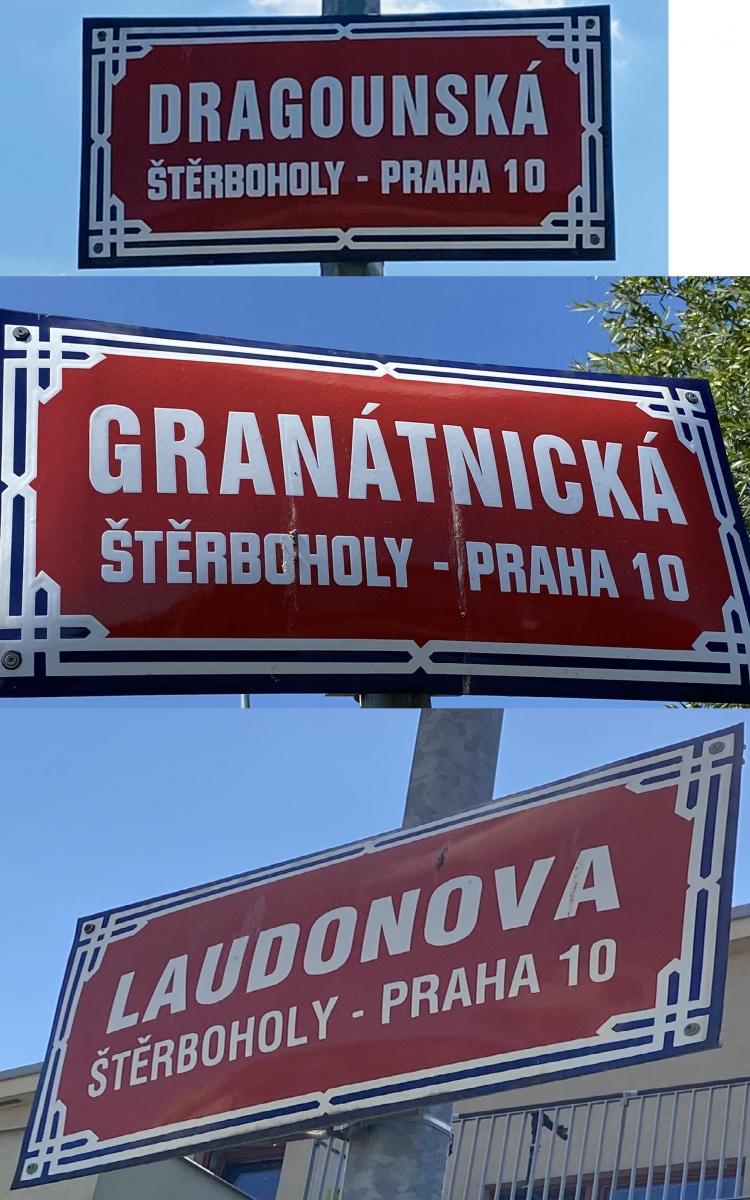 DRAGOUNSKÁ
ŠTĚRBOHOLY - PRAHA 10
GRANÁTNICKÁ
ŠTĚRBOHOLY - PRAHA 10
LAUDONOVA
ŠTĚRBOHOLY - PRAHA 10